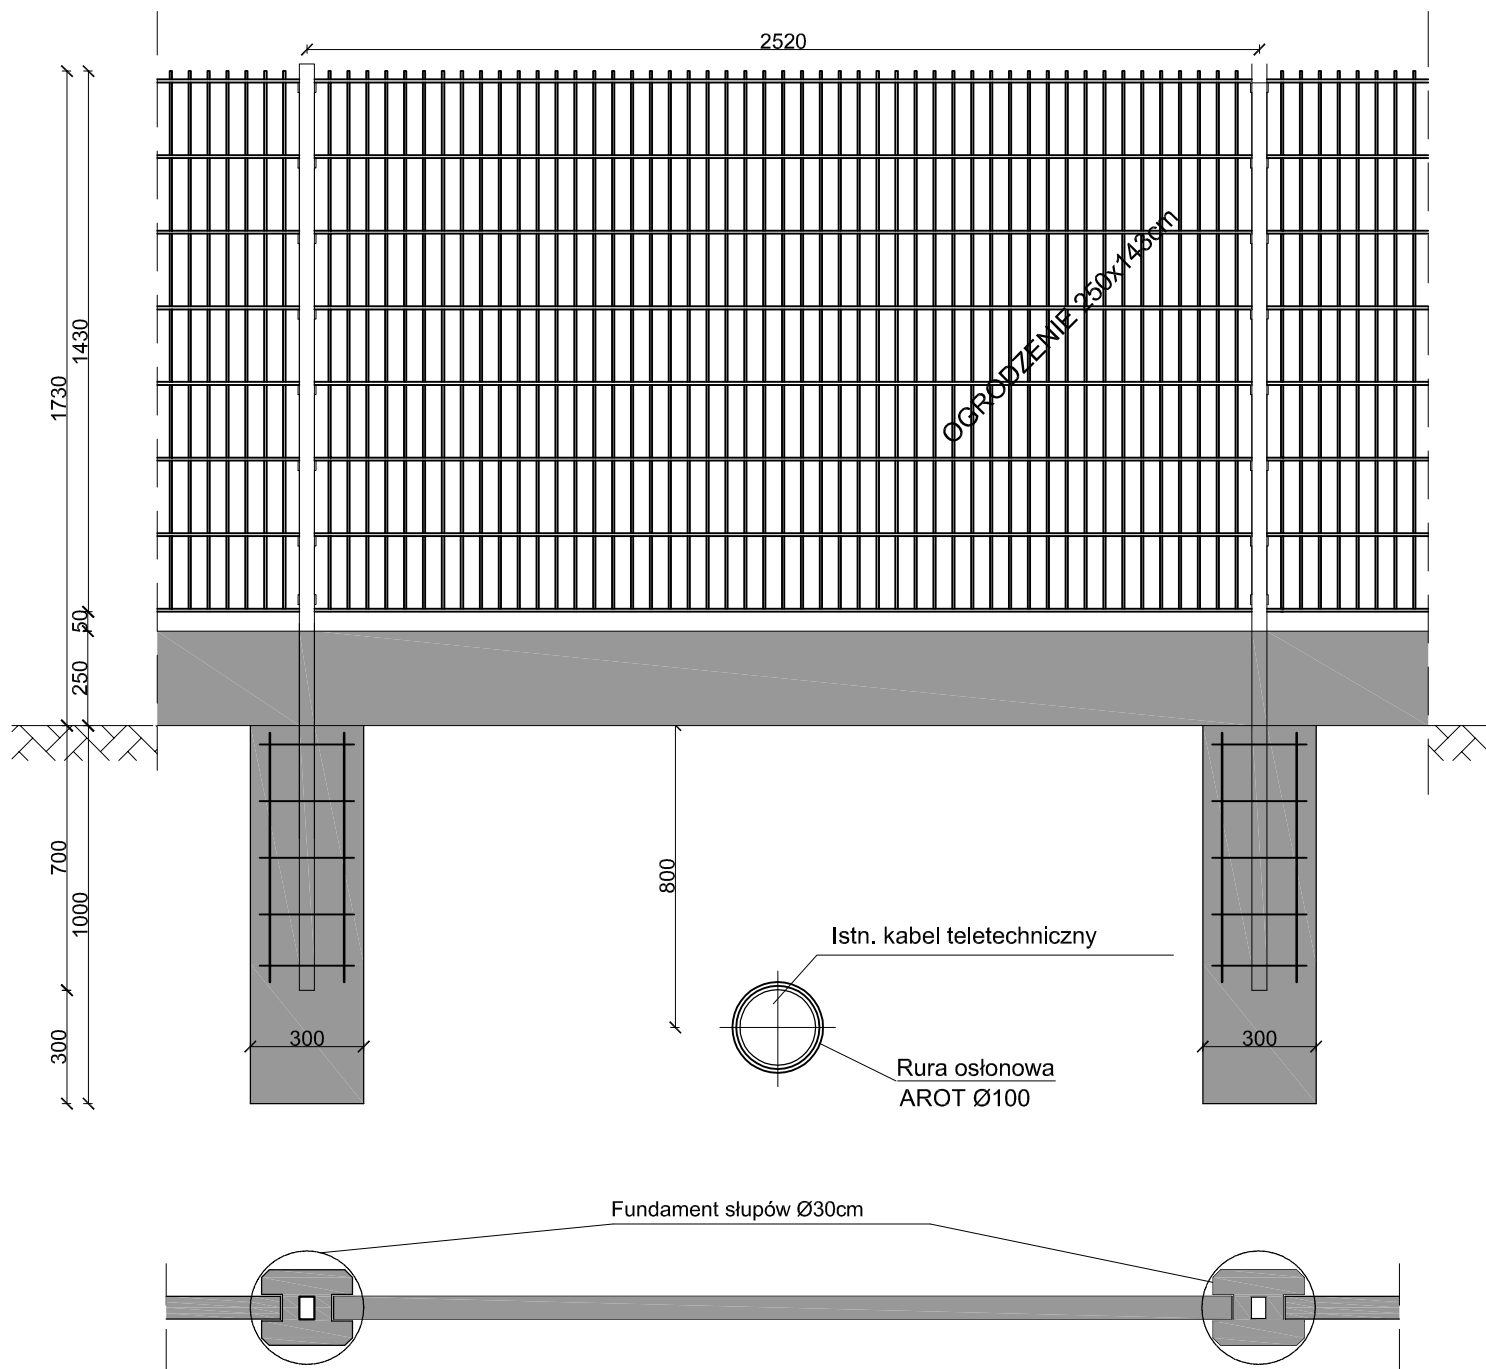 2520
1430
1730
OGRODZENIE 250x143cm
50
250
700
800
1000
Istn. kabel teletechniczny
300
300
300
Rura osłonowa
AROT Ø100
Fundament słupów Ø30cm